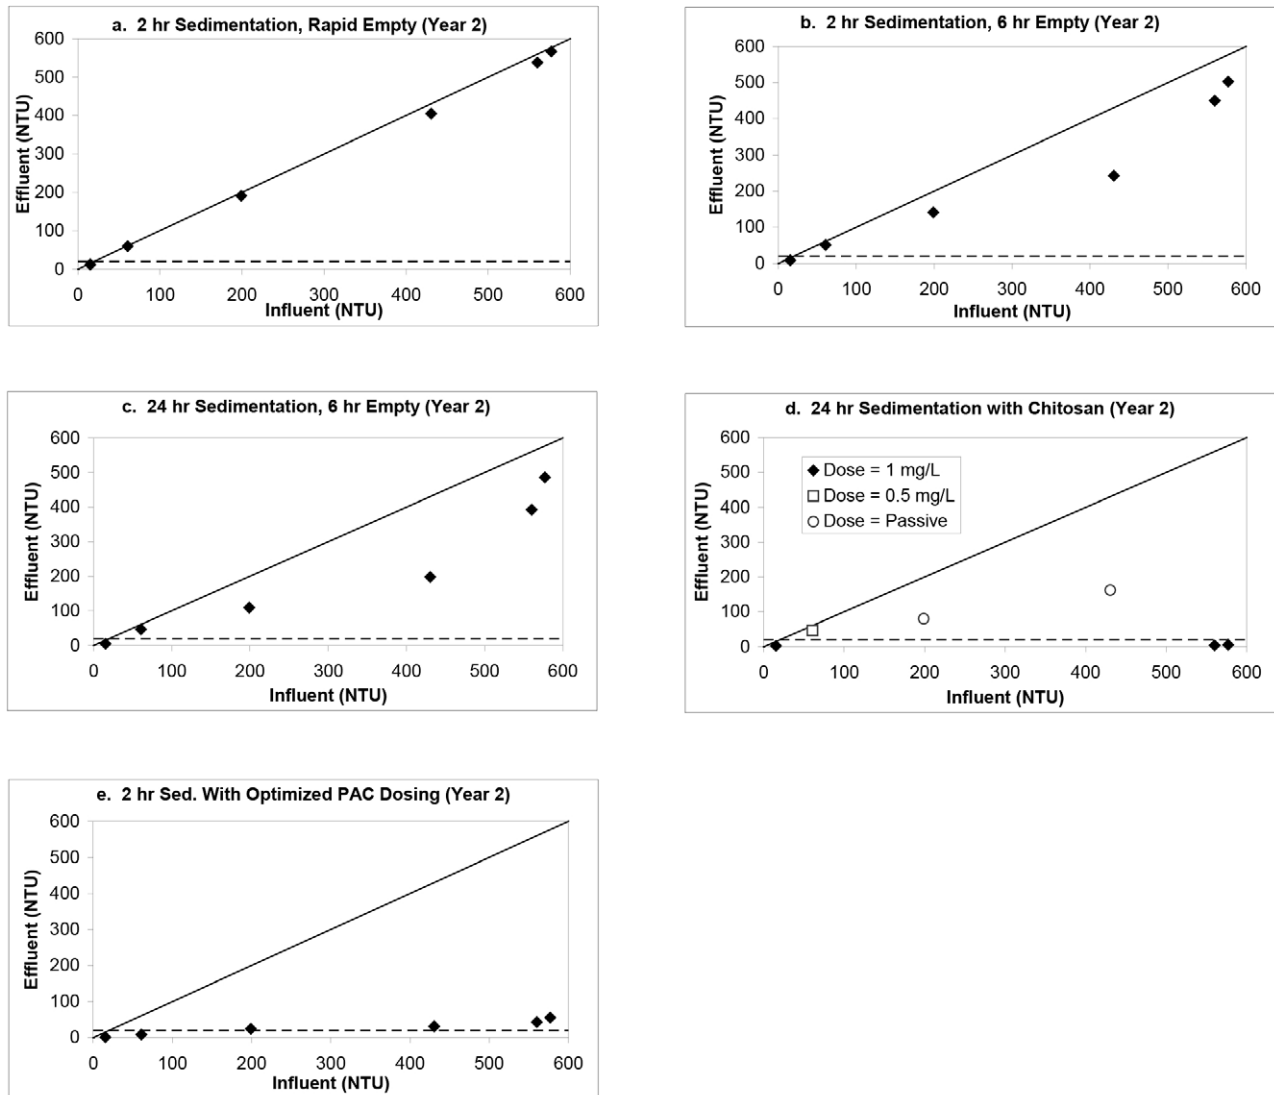 a. 2 hr Sedimentation, Rapid Empty (Year 2)
600
500
400
300
200
100
0
Effluent (NTU)
0 100 200 300 400 500 600
Influent (NTU)
b. 2 hr Sedimentation, 6 hr Empty (Year 2)
600
500
400
300
200
100
0
Effluent (NTU)
0 100 200 300 400 500 600
Influent (NTU)
c. 24 hr Sedimentation, 6 hr Empty (Year 2)
600
500
400
300
200
100
0
Effluent (NTU)
0 100 200 300 400 500 600
Influent (NTU)
d. 24 hr Sedimentation with Chitosan (Year 2)
600
500
400
300
200
100
0
Effluent (NTU)
Dose = 1 mg/L
Dose = 0.5 mg/L
Dose = Passive
0 100 200 300 400 500 600
Influent (NTU)
e. 2 hr Sed. With Optimized PAC Dosing (Year 2)
600
500
400
300
200
100
0
Effluent (NTU)
0 100 200 300 400 500 600
Influent (NTU)